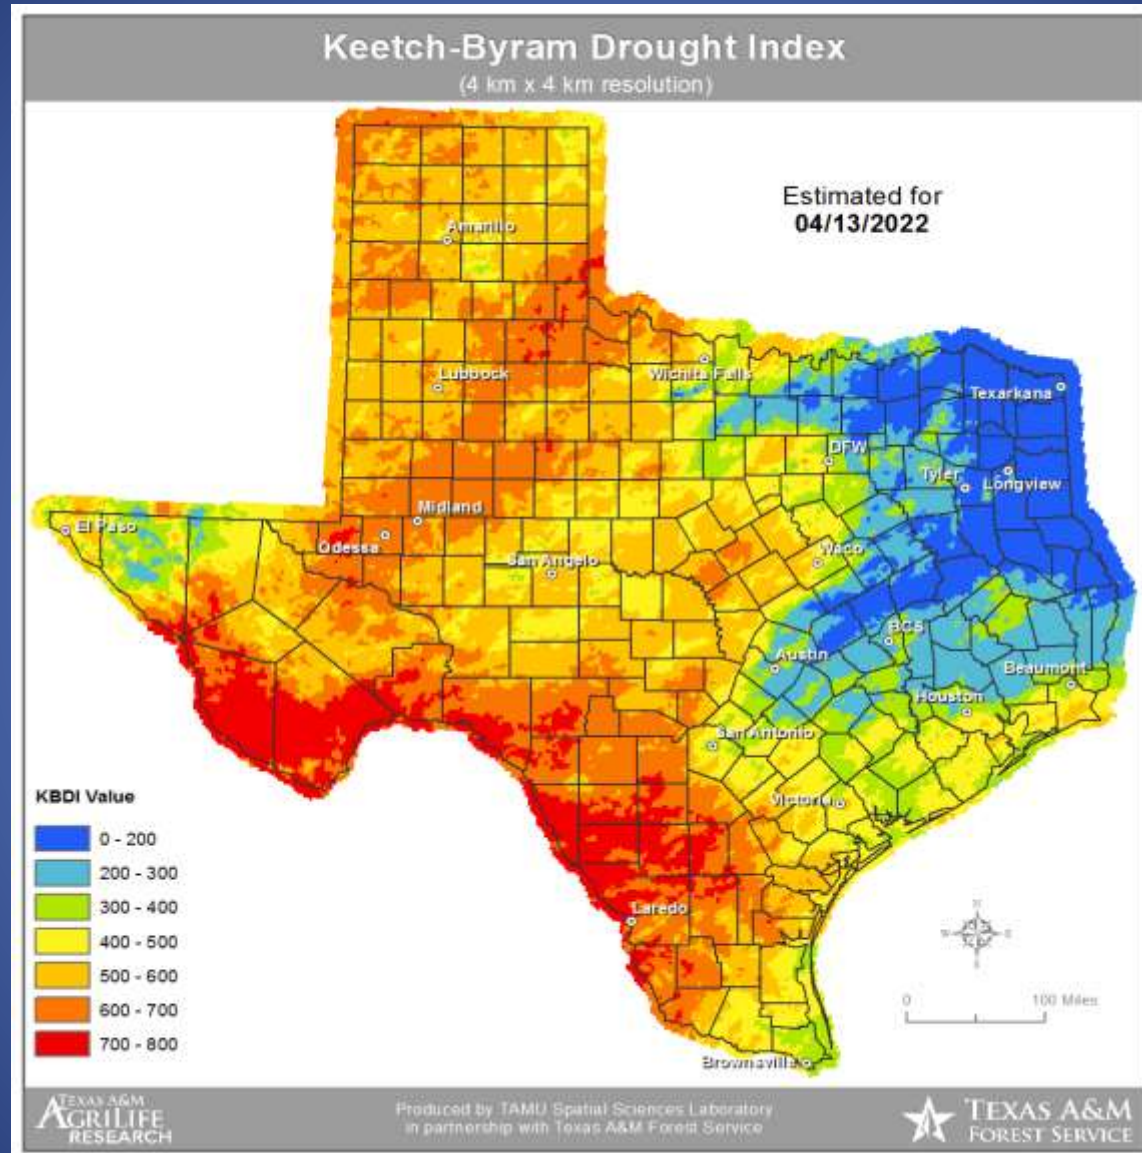 Keetch-Byram Drought Index
(4 km x 4 km resolution)
Estimated for
04/13/2022
Amarillo
Lubbock
Wichita Falls
Texarkana
DFW
Tyler
Longview
Midland
El Paso
Odessa
San Angelo
Waco
BCS
Austin
Beaumont
Houston
San Antonio
Victoria
Laredo
Brownsville
KBDI Value
0 - 200
200 - 300
300 - 400
400 - 500
500 - 600
600 - 700
700 - 800
N
W
E
S
0
100 Miles
TEXAS A&M
AGRILIFE
RESEARCH
Produced by TAMU Spatial Sciences Laboratory
in partnership with Texas A&M Forest Service
TEXAS A&M
FOREST SERVICE